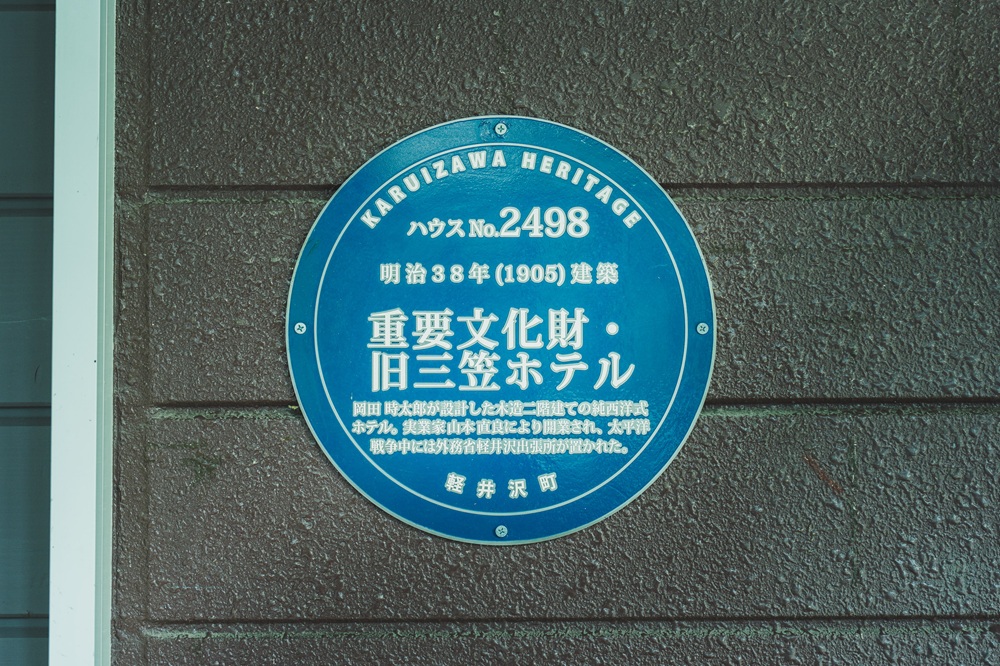 KARUIZAWA HERITAGE
ハウス No.2498
明治38年(1905)建築
重要文化財・
旧三笠ホテル
岡田 時太郎が設計した木造二階建ての純西洋式
ホテル。実業家山本直良により開業され、太平洋
戦争中には外務省軽井沢出張所が置かれた。
軽井沢町